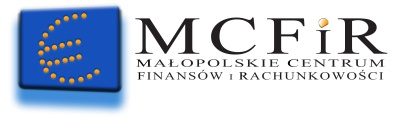 MCFiR
MAŁOPOLSKIE CENTRUM
FINANSÓW i RACHUNKOWOŚCI